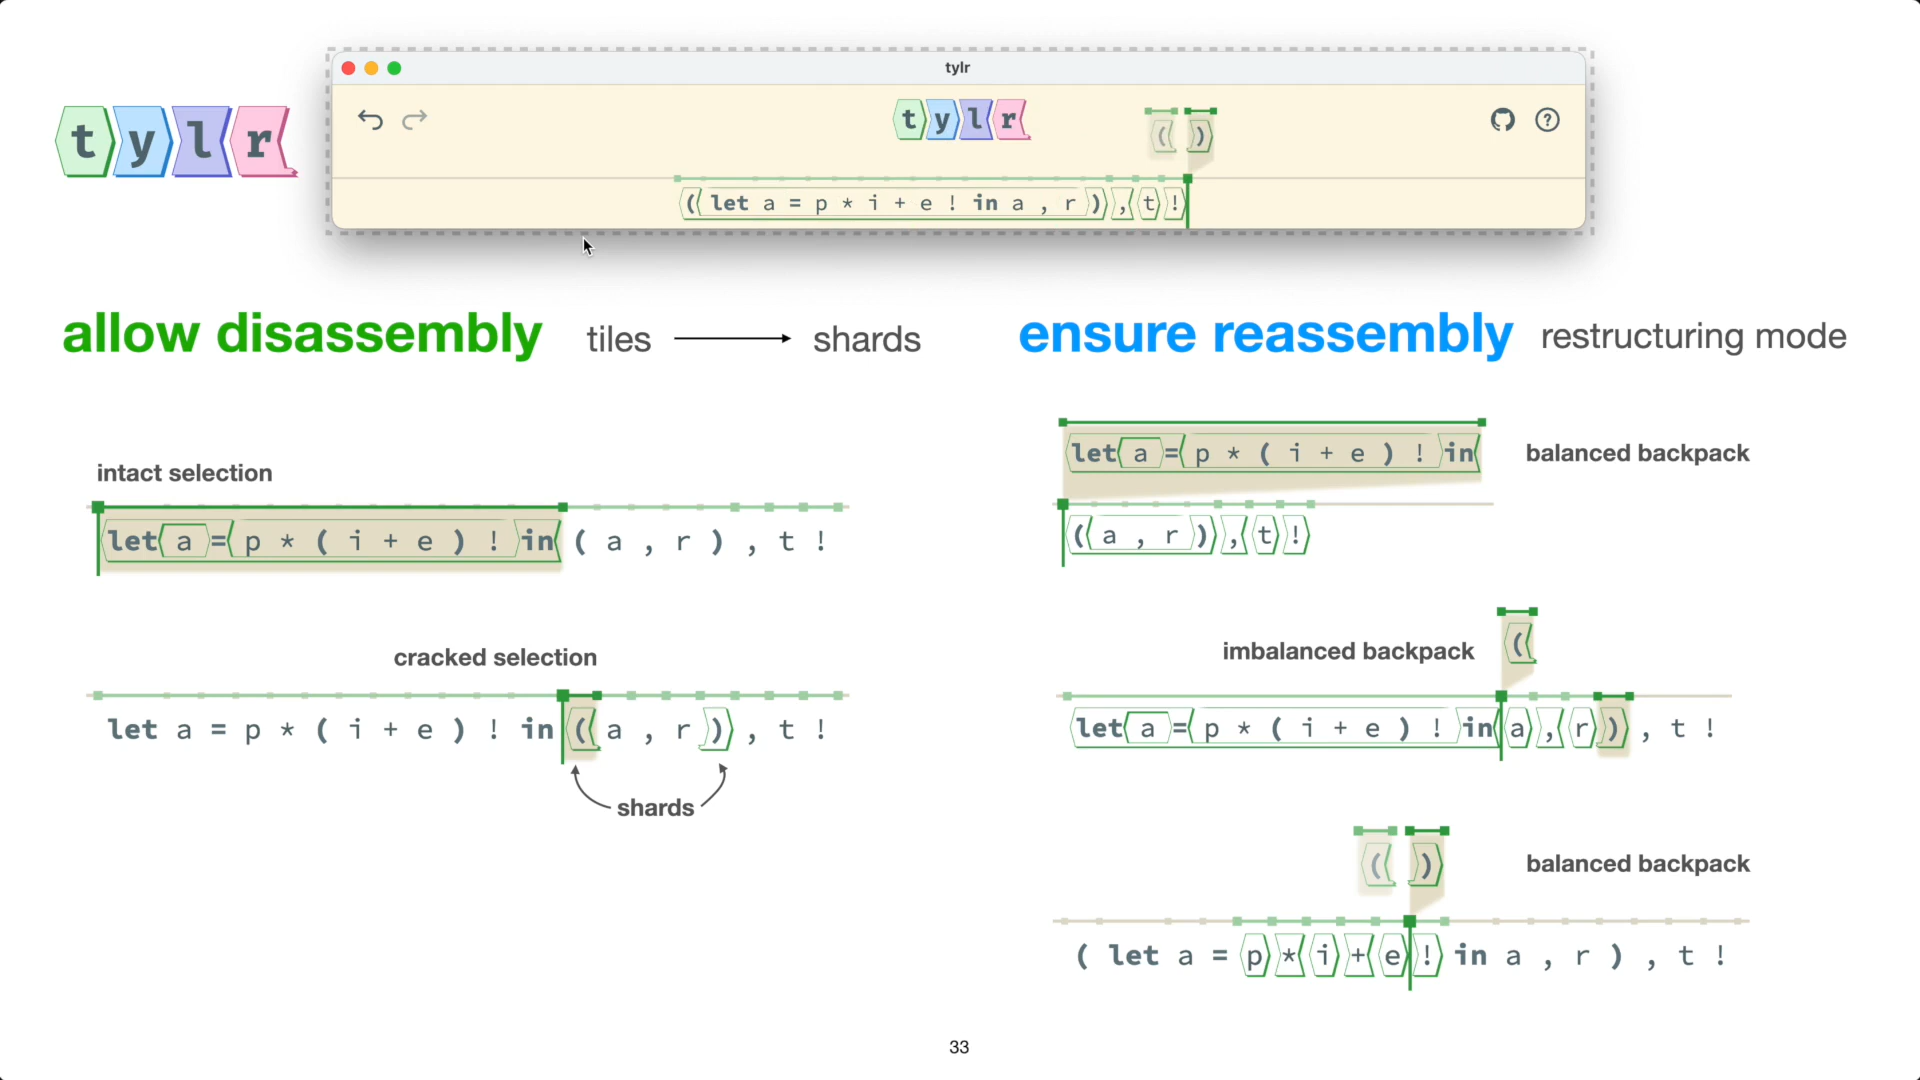 tylr
tylr
tylr
( )
( let a = p * i + e ! in a , r ) , t !
allow disassembly tiles shards
ensure reassembly restructuring mode
intact selection
let a = p * ( i + e ) ! in ( a , r ) , t !
cracked selection
let a = p * ( i + e ) ! in ( a , r ) , t !
shards
let a = p * ( i + e ) ! in
balanced backpack
( a , r ) , t !
(
imbalanced backpack
let a = p * ( i + e ) ! in a , r ) , t !
( )
balanced backpack
( let a = p * i + e ! in a , r ) , t !
33